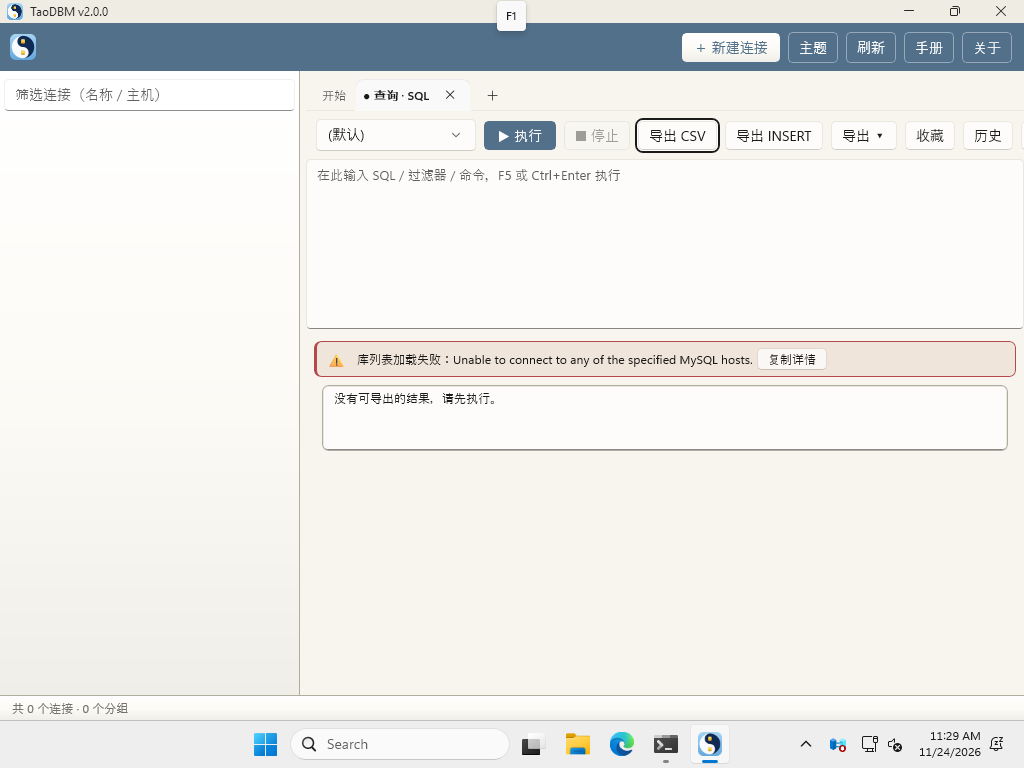 TaoDBM v2.0.0
F1
+ 新建连接
主题
刷新
手册
关于
筛选连接（名称 / 主机）
开始
• 查询 · SQL
(默认)
执行
停止
导出 CSV
导出 INSERT
导出
收藏
历史
在此输入 SQL / 过滤器 / 命令，F5 或 Ctrl+Enter 执行
库列表加载失败：Unable to connect to any of the specified MySQL hosts.
复制详情
没有可导出的结果，请先执行。
共 0 个连接 · 0 个分组
Search
11:29 AM
11/24/2026